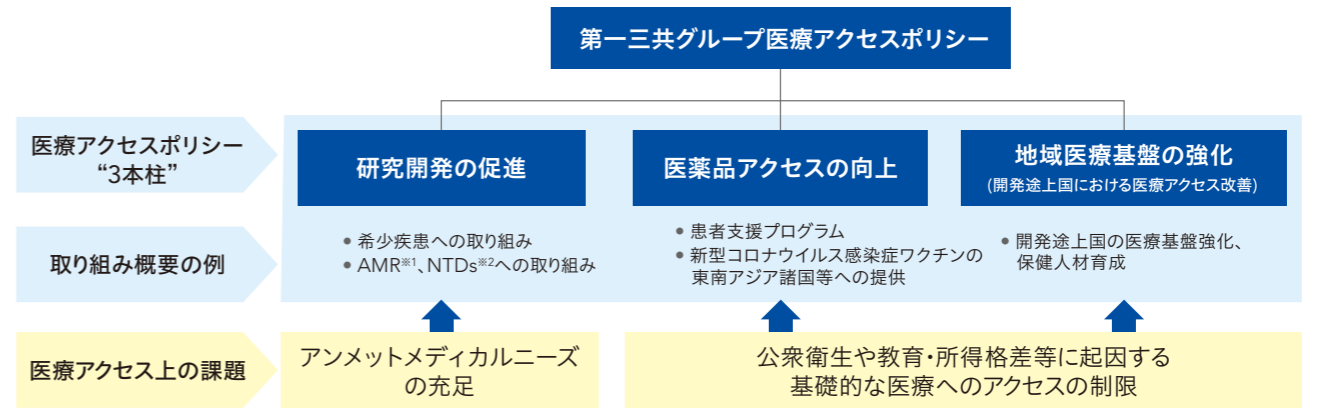 第一三共グループ医療アクセスポリシー
医療アクセスポリシー
“3本柱”
研究開発の促進
医薬品アクセスの向上
地域医療基盤の強化
(開発途上国における医療アクセス改善)
取り組み概要の例
• 希少疾患への取り組み
• AMR※1、NTDs※2への取り組み
• 患者支援プログラム
• 新型コロナウイルス感染症ワクチンの
東南アジア諸国等への提供
• 開発途上国の医療基盤強化、
保健人材育成
医療アクセス上の課題
アンメットメディカルニーズ
の充足
公衆衛生や教育・所得格差等に起因する
基礎的な医療へのアクセスの制限